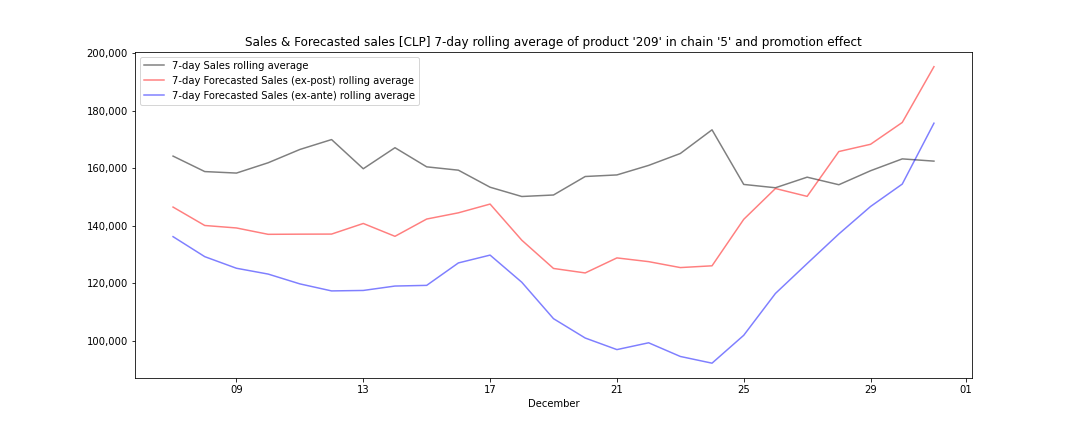 Sales & Forecasted sales [CLP] 7-day rolling average of product '209' in chain '5' and promotion effect
200,000
180,000
160,000
140,000
120,000
100,000
7-day Sales rolling average
7-day Forecasted Sales (ex-post) rolling average
7-day Forecasted Sales (ex-ante) rolling average
09 13 17 21 25 29 01
December